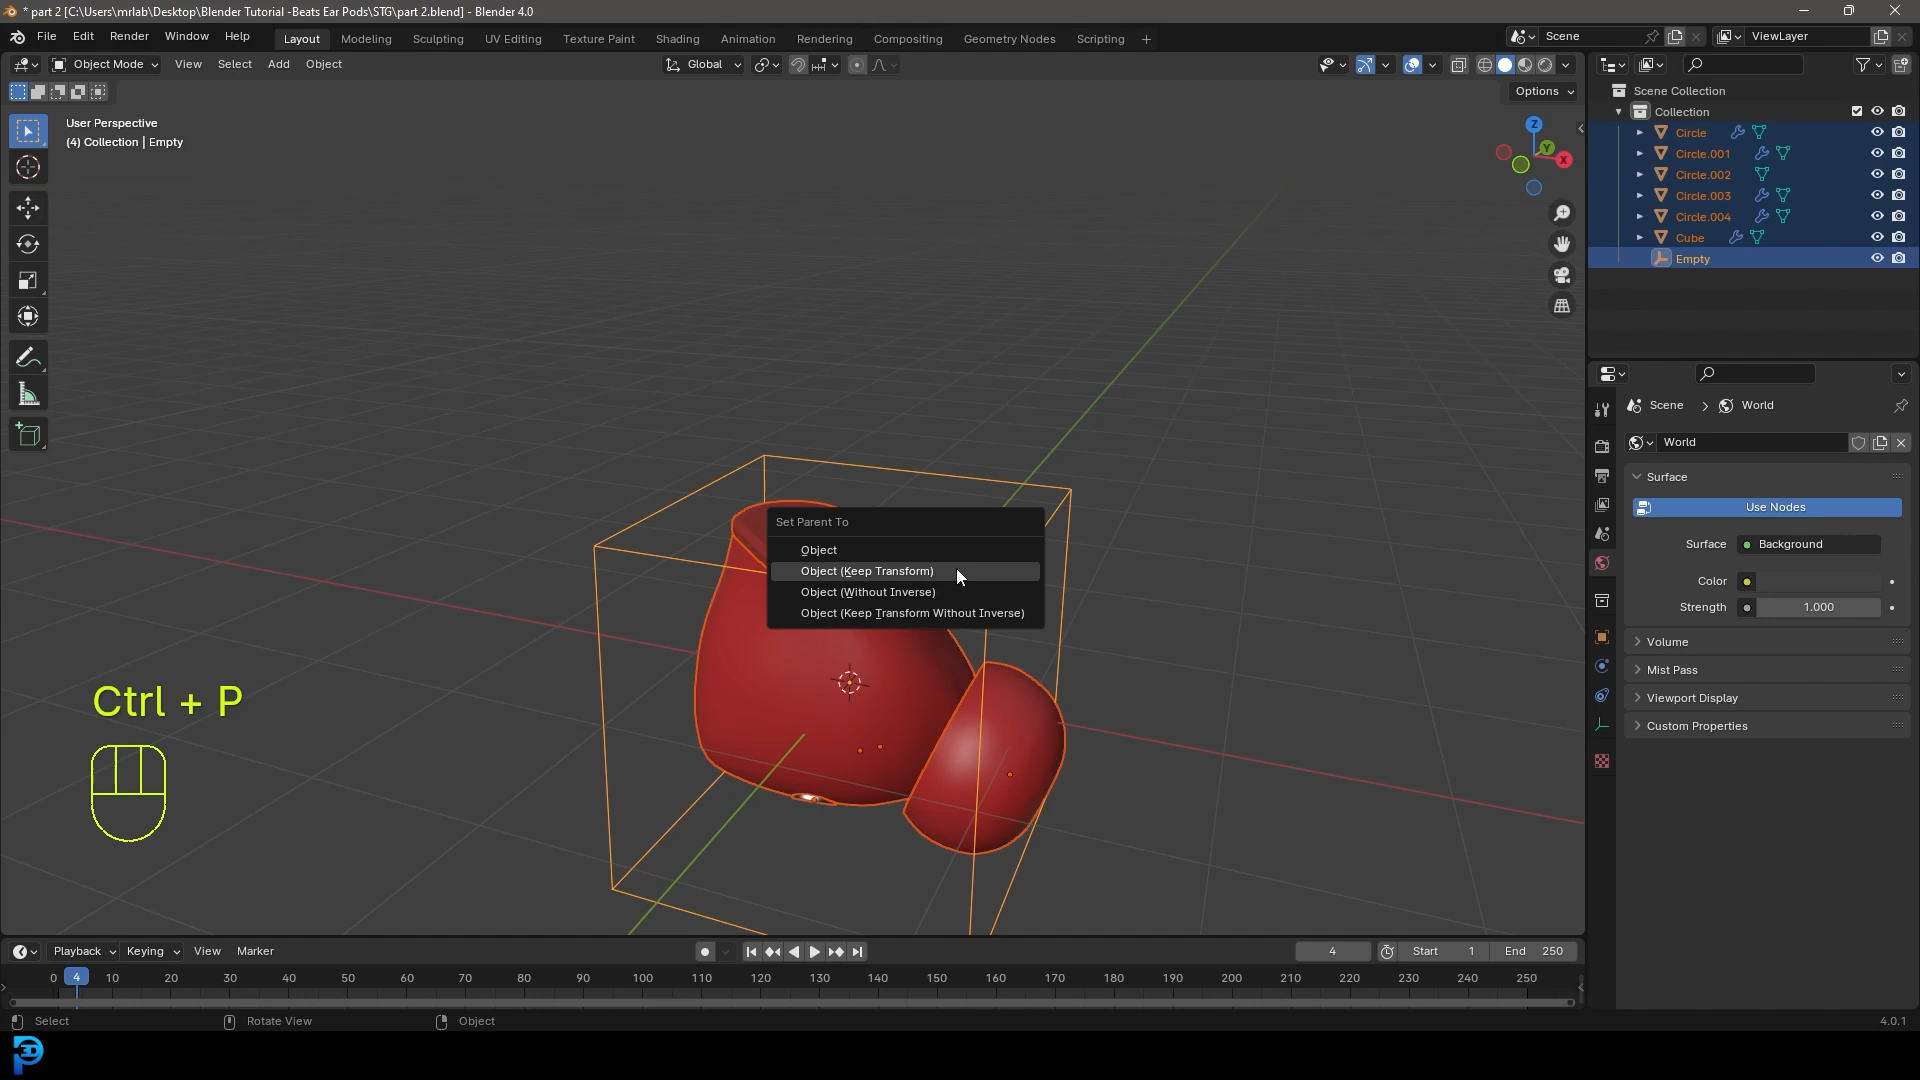 * part 2 [C:\Users\mrlab\Desktop\Blender Tutorial -Beats Ear Pods\STG\part 2.blend] - Blender 4.0
File Edit Render Window Help Layout Modeling Sculpting UV Editing Texture Paint Shading Animation Rendering Compositing Geometry Nodes Scripting + Scene ViewLayer
Object Mode View Select Add Object Global
Options
User Perspective
(4) Collection | Empty
Z
Y
X
Scene Collection
Collection
Circle
Circle.001
Circle.002
Circle.003
Circle.004
Cube
Empty
Scene > World
World
Surface
Use Nodes
Surface Background
Color
Strength 1.000
Volume
Mist Pass
Viewport Display
Custom Properties
Set Parent To
Object
Object (Keep Transform)
Object (Without Inverse)
Object (Keep Transform Without Inverse)
Ctrl + P
Playback Keying View Marker 4 Start 1 End 250
0 4 10 20 30 40 50 60 70 80 90 100 110 120 130 140 150 160 170 180 190 200 210 220 230 240 250
Select Rotate View Object 4.0.1
3D